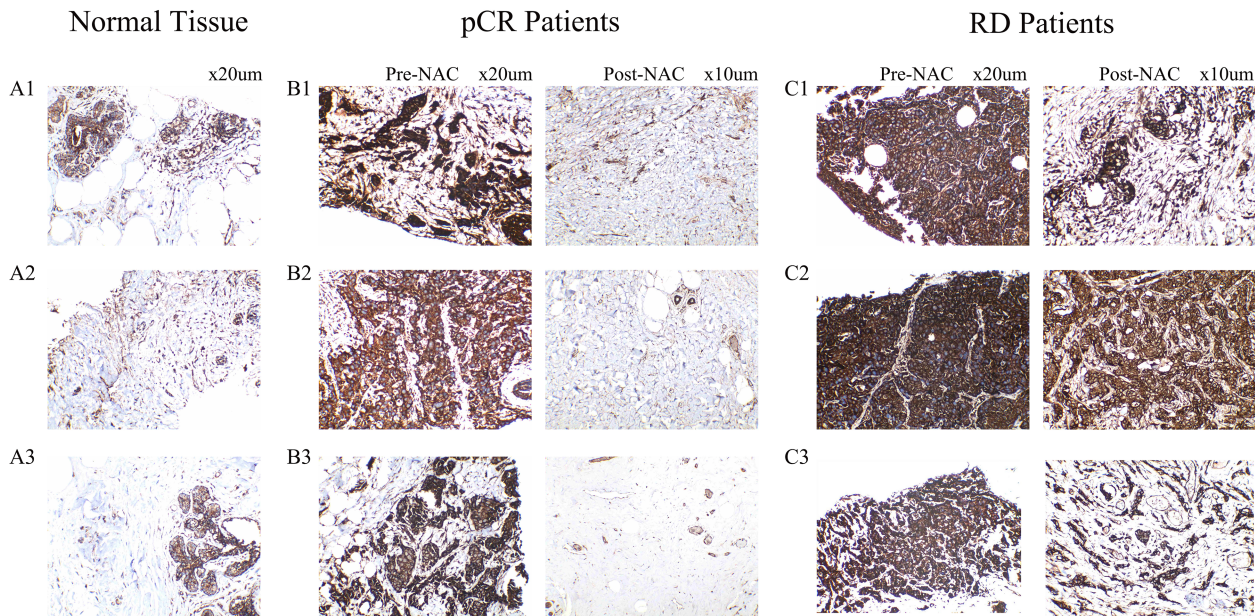 Normal Tissue pCR Patients RD Patients
x20um Pre-NAC x20um Post-NAC x10um Pre-NAC x20um Post-NAC x10um
A1 B1 C1
A2 B2 C2
A3 B3 C3